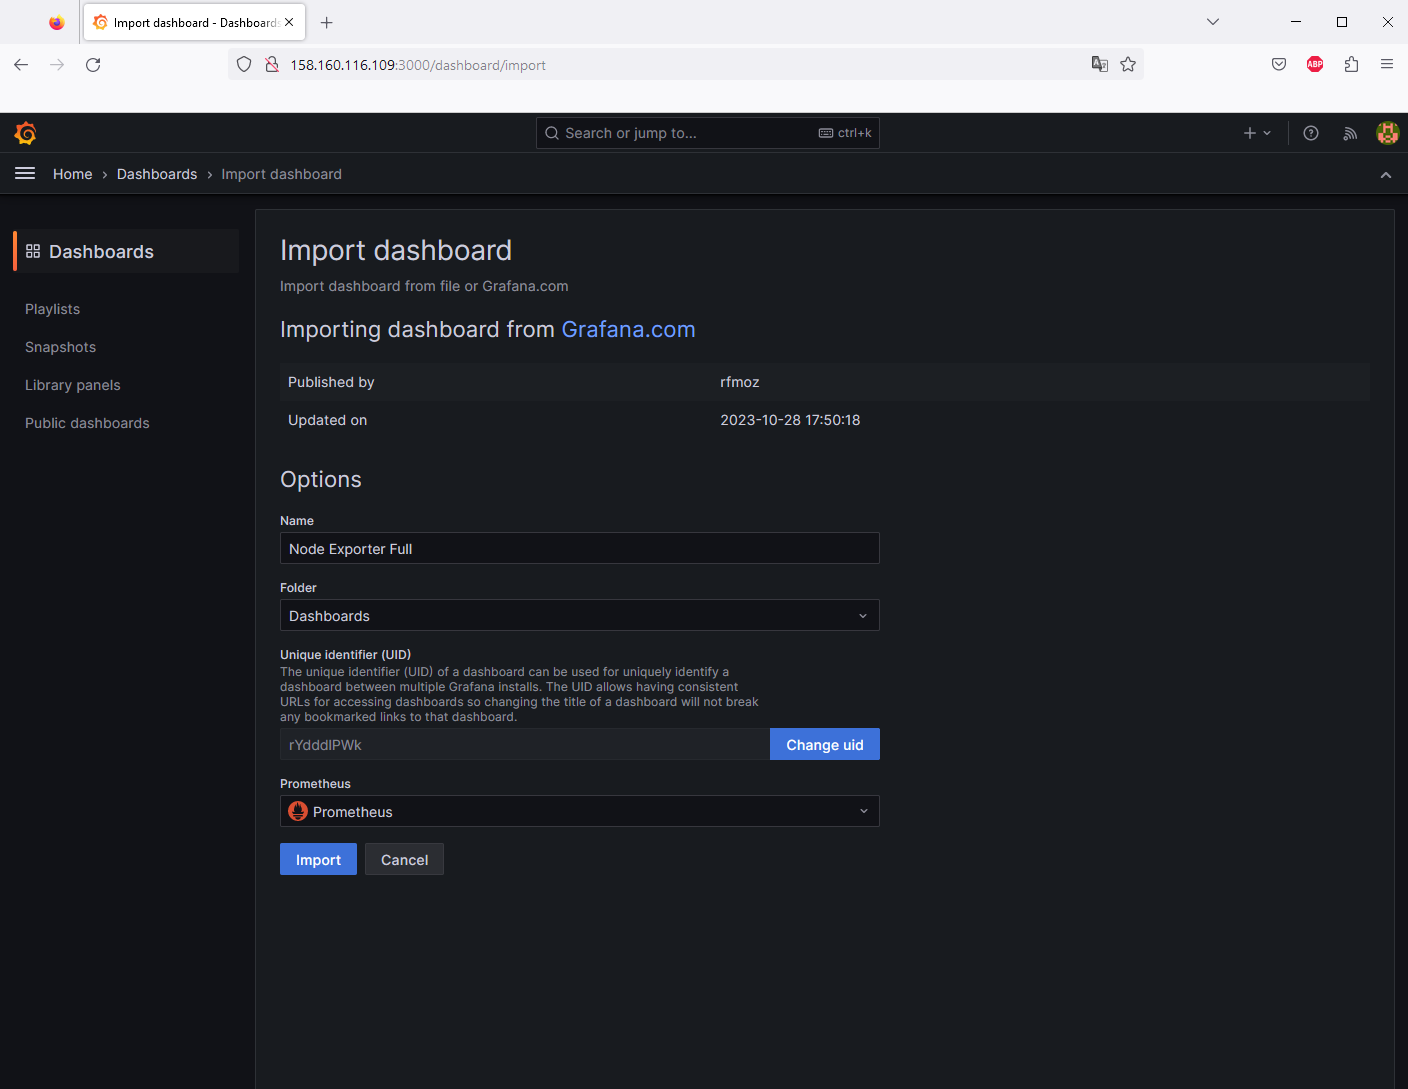 Import dashboard - Dashboards
158.160.116.109:3000/dashboard/import
ABP
Search or jump to...
ctrl+k
Home › Dashboards › Import dashboard
Dashboards
Playlists
Snapshots
Library panels
Public dashboards
Import dashboard
Import dashboard from file or Grafana.com
Importing dashboard from Grafana.com
Published by rfmoz
Updated on 2023-10-28 17:50:18
Options
Name
Node Exporter Full
Folder
Dashboards
Unique identifier (UID)
The unique identifier (UID) of a dashboard can be used for uniquely identify a
dashboard between multiple Grafana installs. The UID allows having consistent
URLs for accessing dashboards so changing the title of a dashboard will not break
any bookmarked links to that dashboard.
rYdddlPWk
Change uid
Prometheus
Prometheus
Import
Cancel